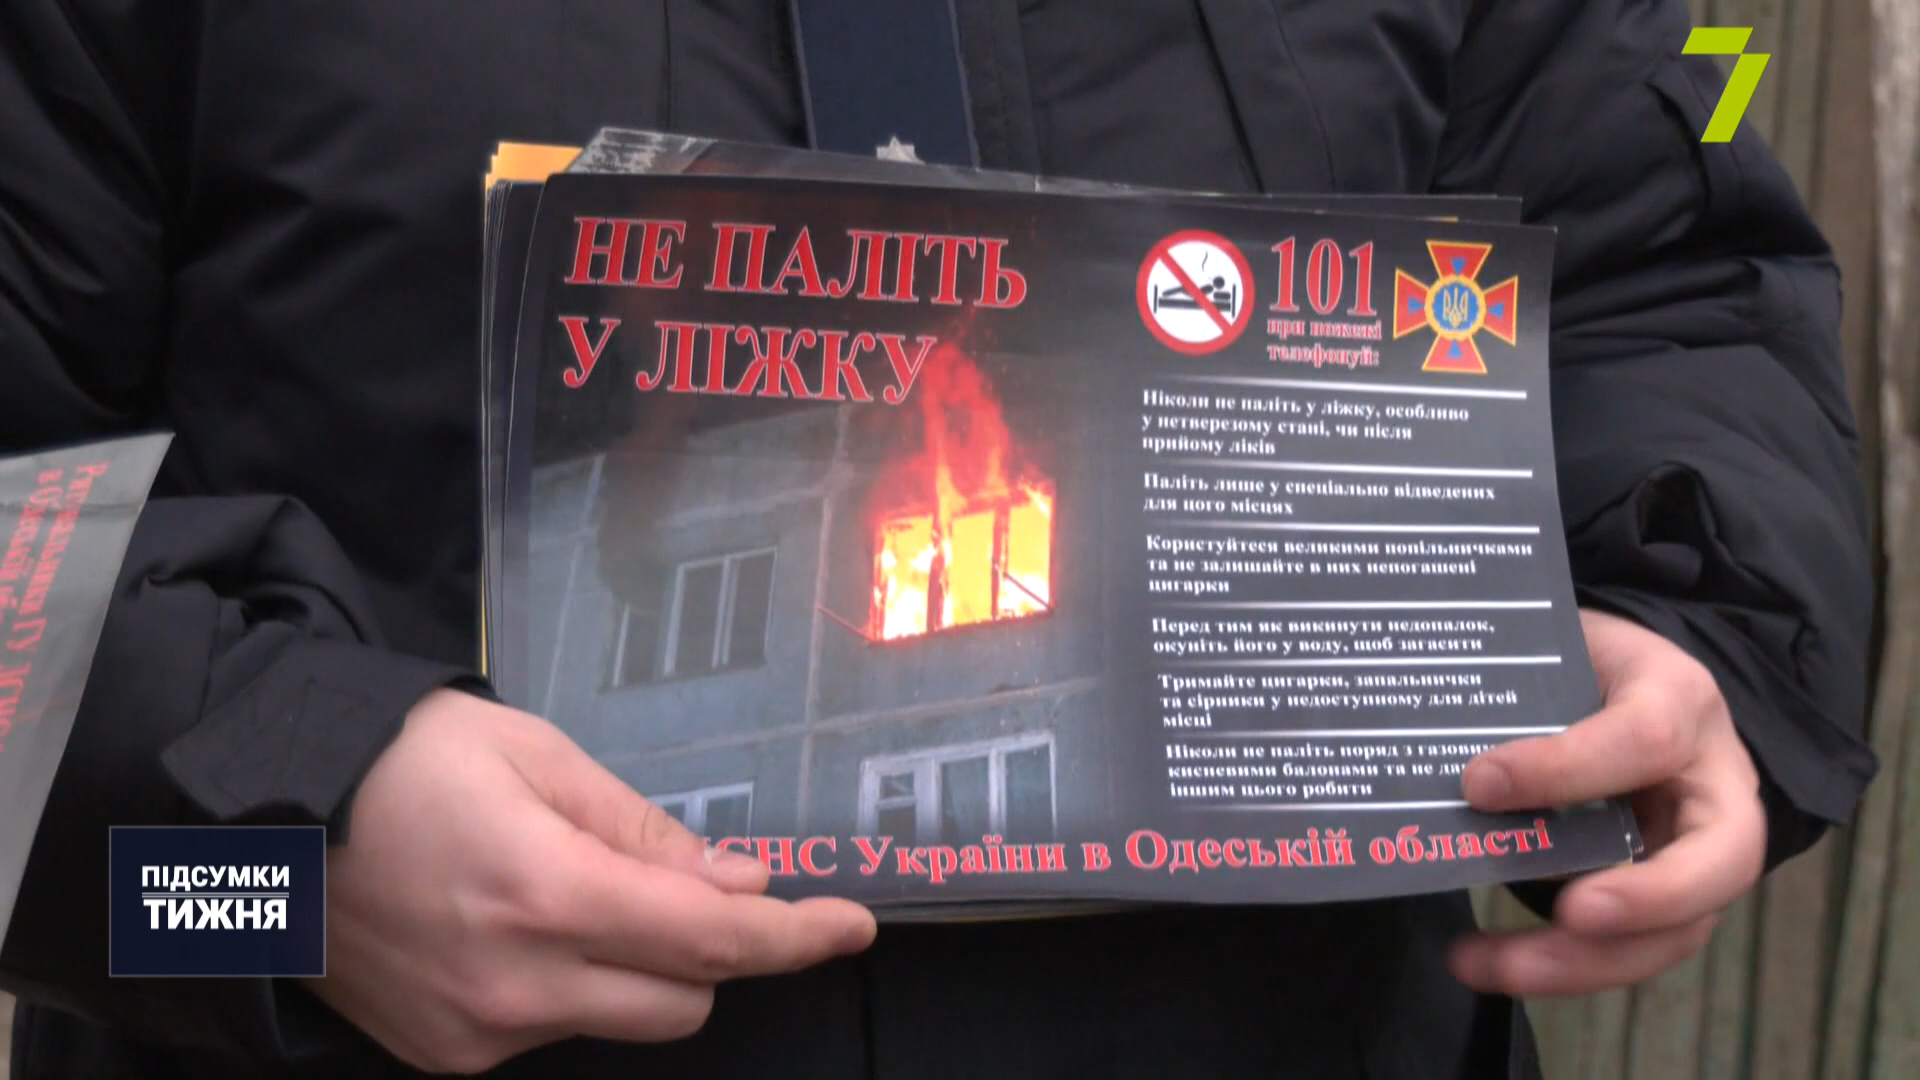 7
НЕ ПАЛІТЬ
У ЛІЖКУ
101
при пожежі
телефонуй:
Ніколи не паліть у ліжку, особливо
у нетверезому стані, чи після
прийому ліків
Паліть лише у спеціально відведених
для цого місцях
Користуйтеся великими попільничками
та не залишайте в них непогашені
цигарки
Перед тим як викинути недопалок,
окуніть його у воду, щоб загасити
Тримайте цигарки, запальнички
та сірники у недоступному для дітей
місці
Ніколи не паліть поряд з
кисневими балонами та не
іншим цього робити
України в Одеській області
ПІДСУМКИ
ТИЖНЯ